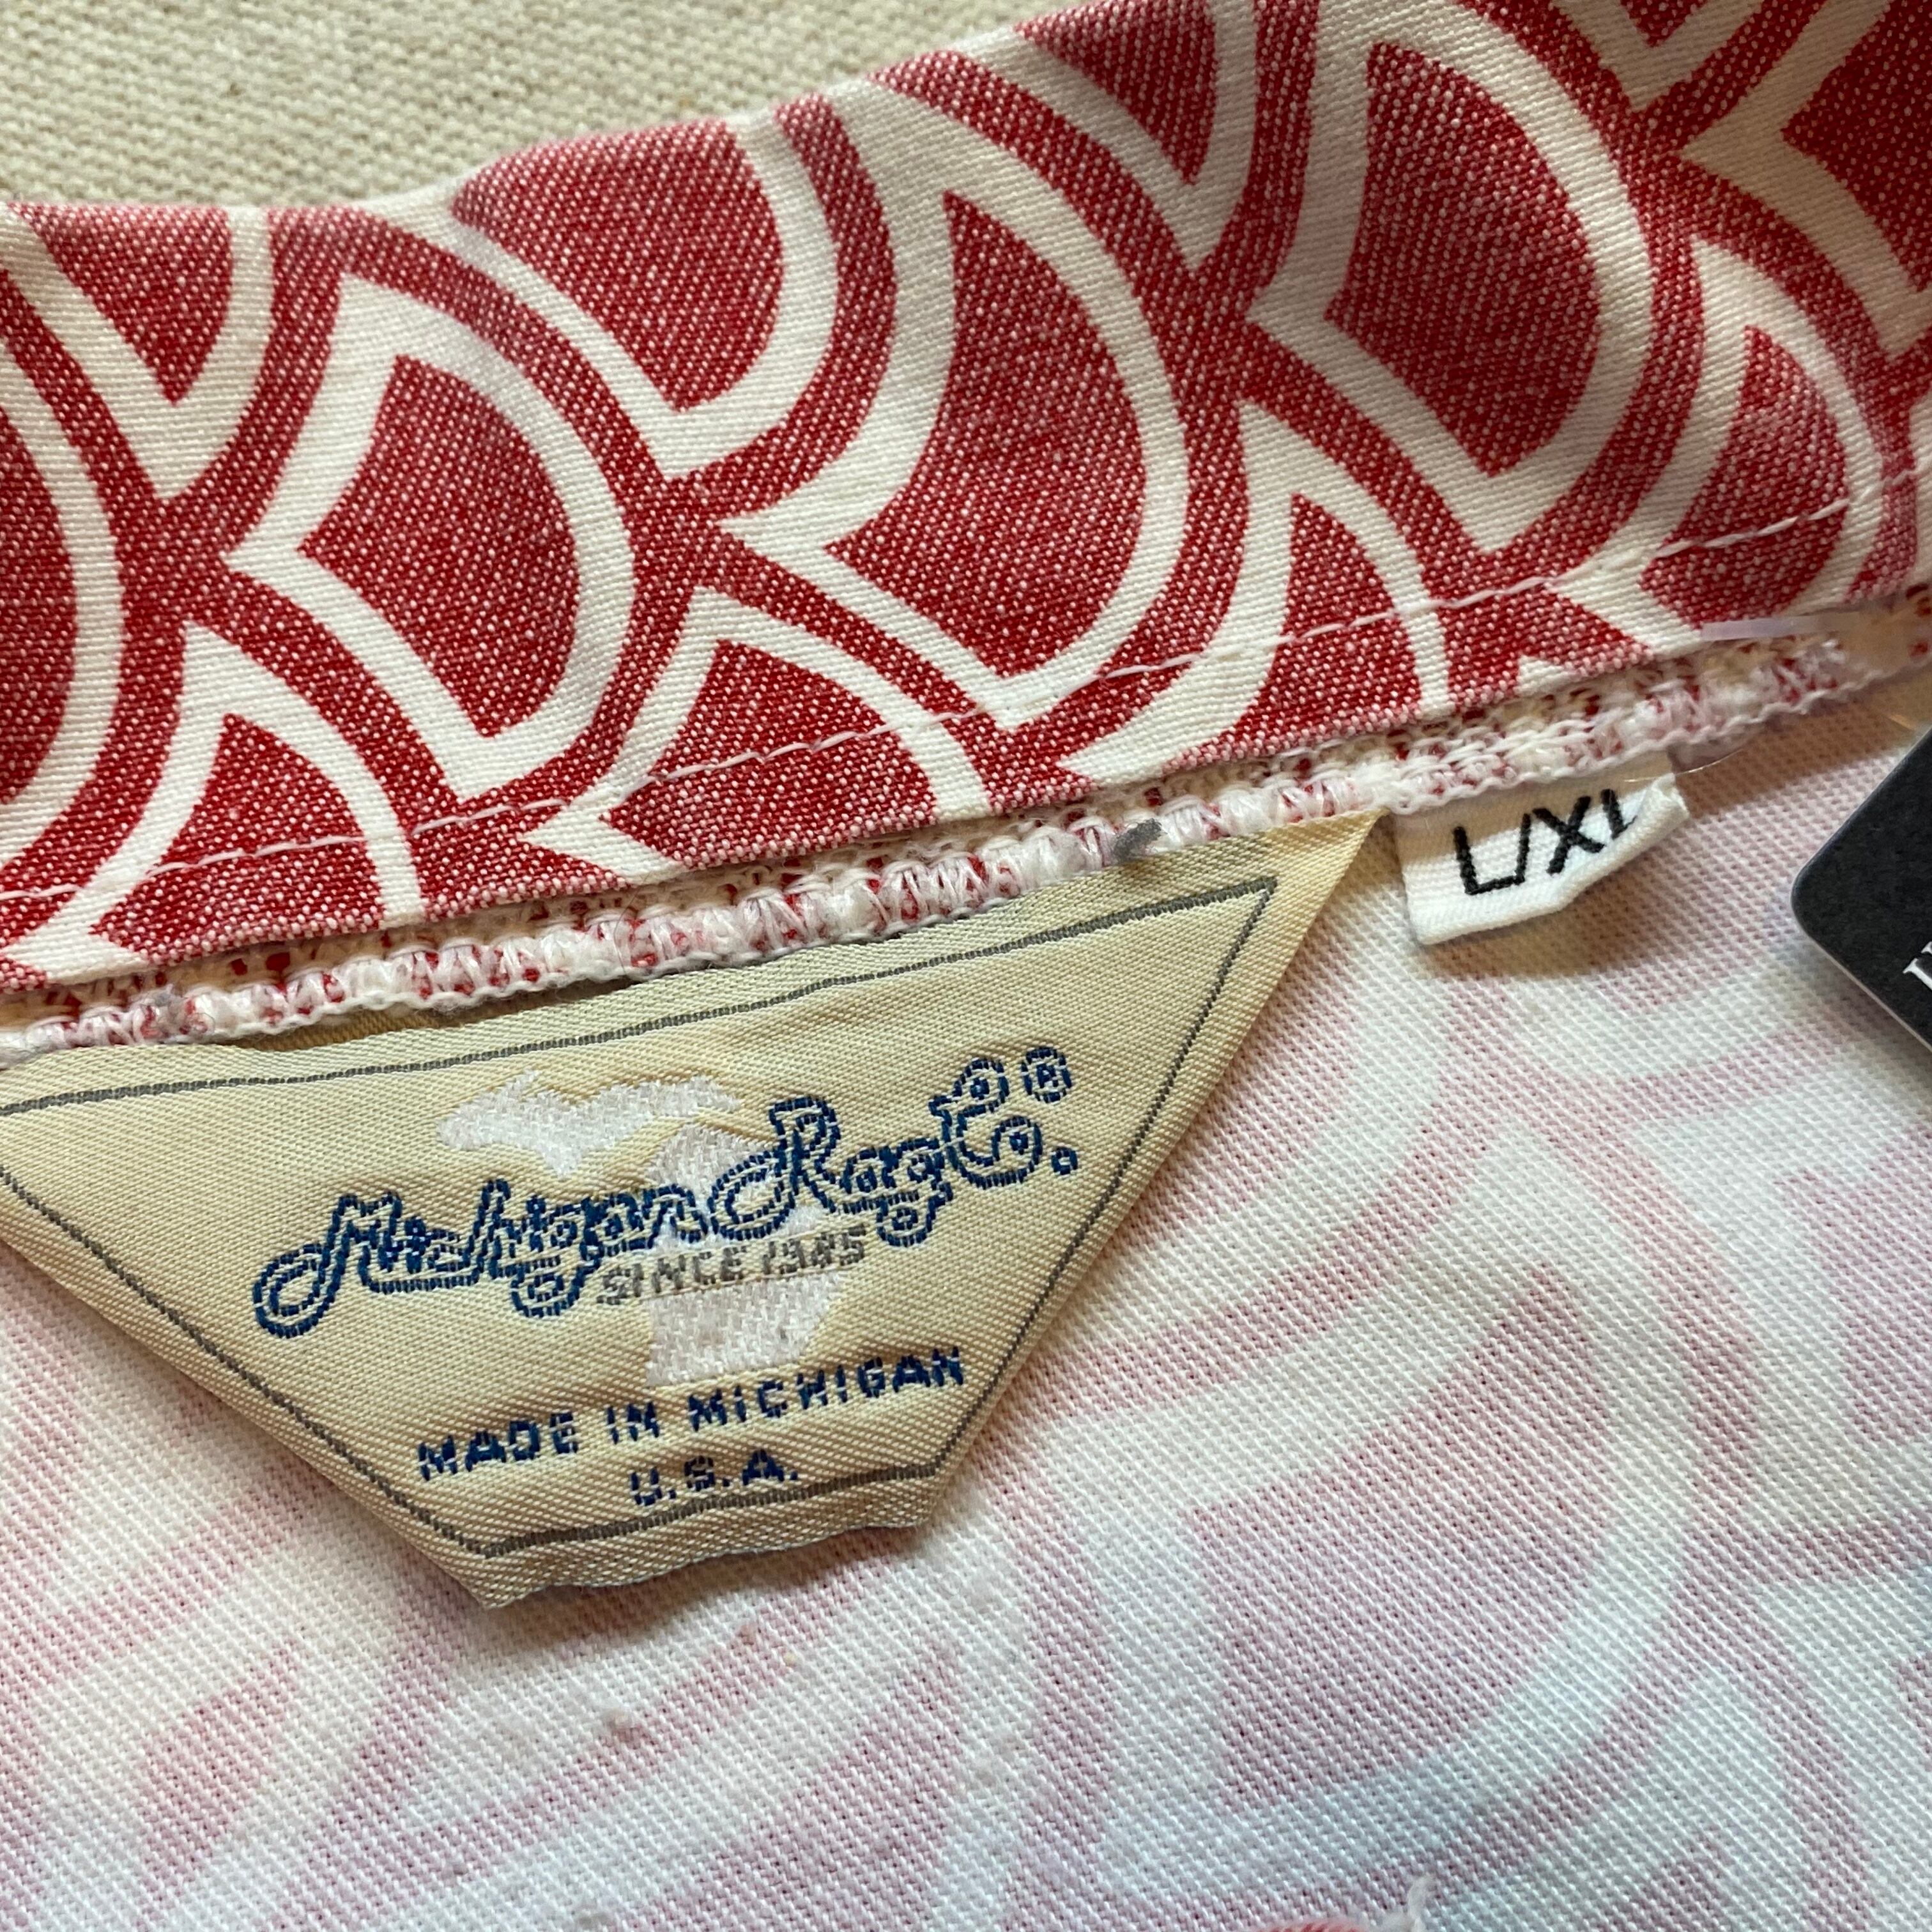 L/XL
Michigan Rag Co.®
SINCE 1985
MADE IN MICHIGAN
U.S.A.